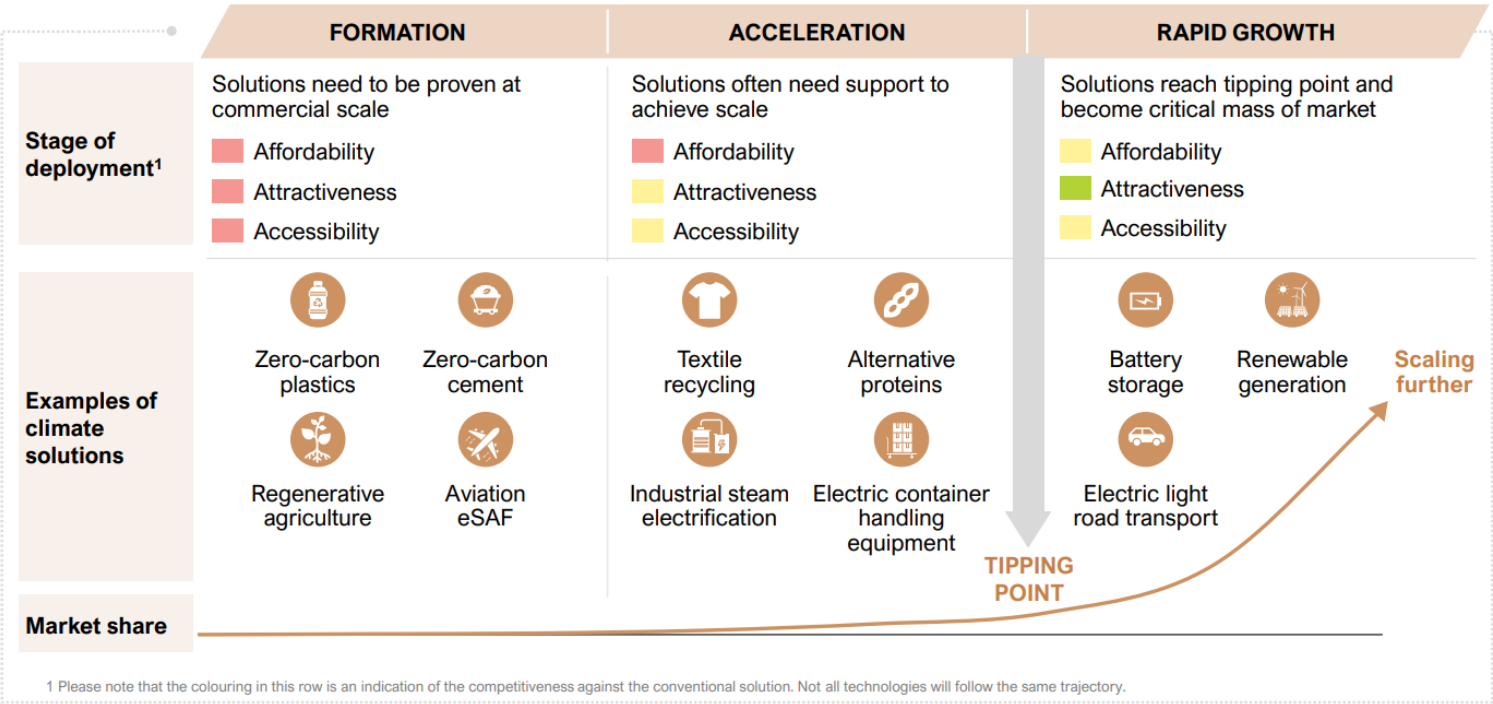 FORMATION
ACCELERATION
RAPID GROWTH
Stage of
deployment¹
Solutions need to be proven at
commercial scale
Affordability
Attractiveness
Accessibility
Solutions often need support to
achieve scale
Affordability
Attractiveness
Accessibility
Solutions reach tipping point and
become critical mass of market
Affordability
Attractiveness
Accessibility
Examples of
climate
solutions
Zero-carbon
plastics
Zero-carbon
cement
Regenerative
agriculture
Aviation
eSAF
Textile
recycling
Alternative
proteins
Industrial steam
electrification
Electric container
handling
equipment
Battery
storage
Renewable
generation
Electric light
road transport
Scaling
further
TIPPING
POINT
Market share
1 Please note that the colouring in this row is an indication of the competitiveness against the conventional solution. Not all technologies will follow the same trajectory.